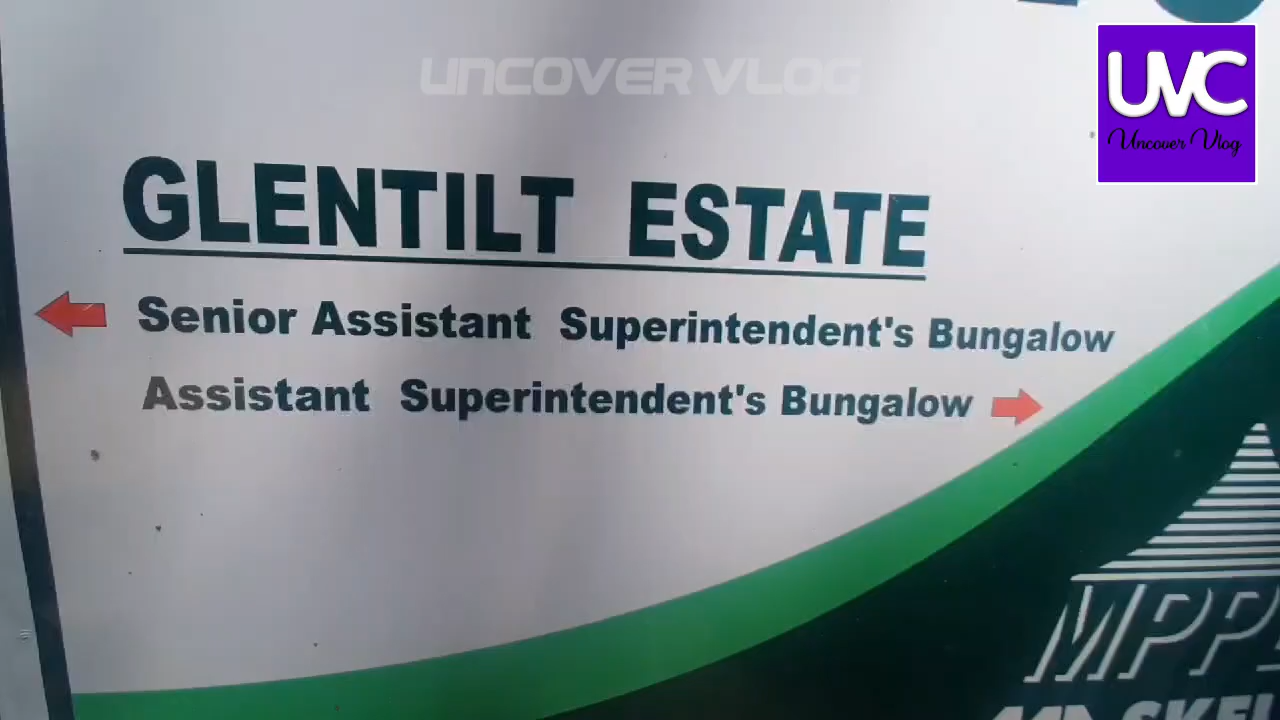 UNCOVER VLOG
UVC
Uncover Vlog
GLENTILT ESTATE
Senior Assistant Superintendent's Bungalow
Assistant Superintendent's Bungalow